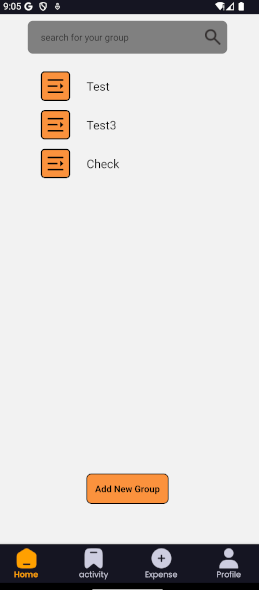 9:05
search for your group
Test
Test3
Check
Add New Group
Home
activity
Expense
Profile